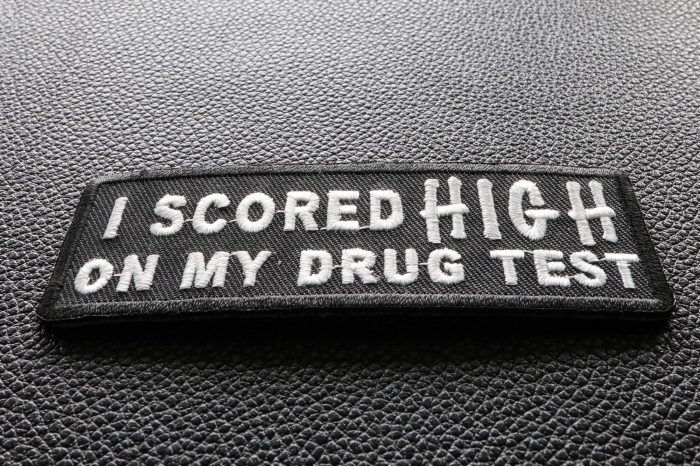 I SCORED HIGH
ON MY DRUG TEST